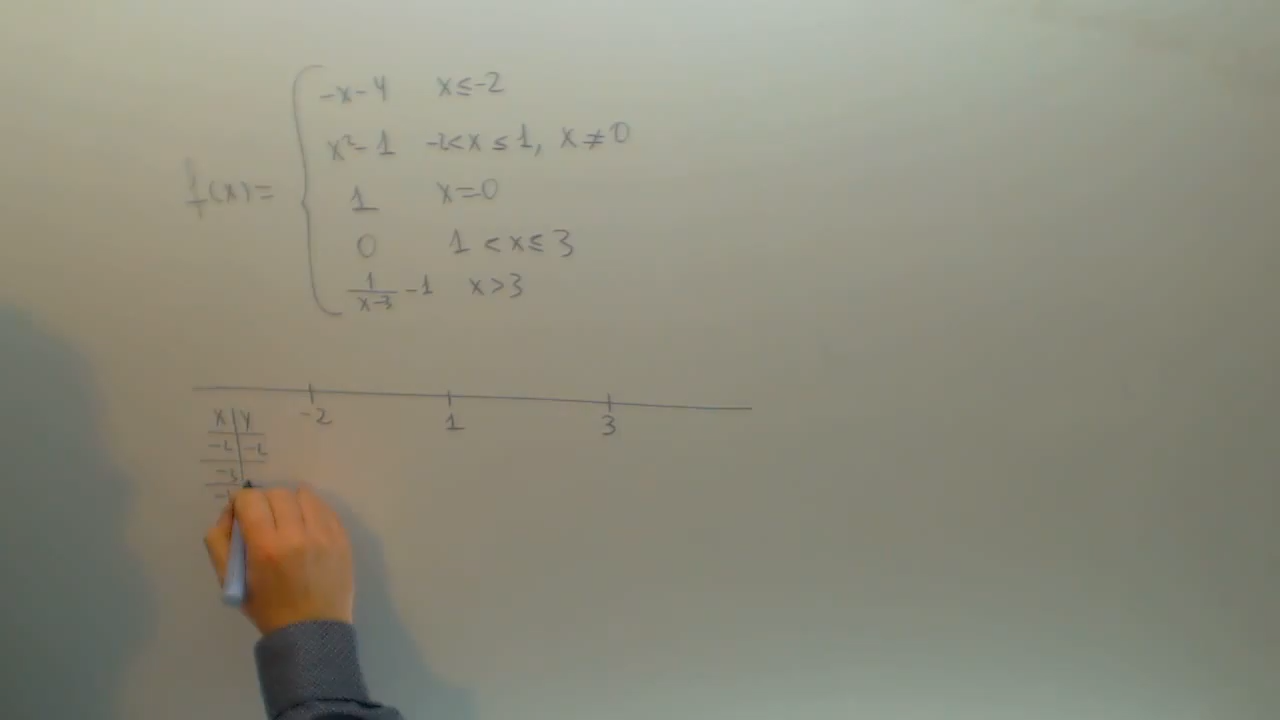 -x-4 x≤-2
x²-1 -2<x≤1, x≠0
f(x)= 1 x=0
0 1<x≤3
1/(x-3) -1 x>3
-2 1 3
x y
-2 -2
-3